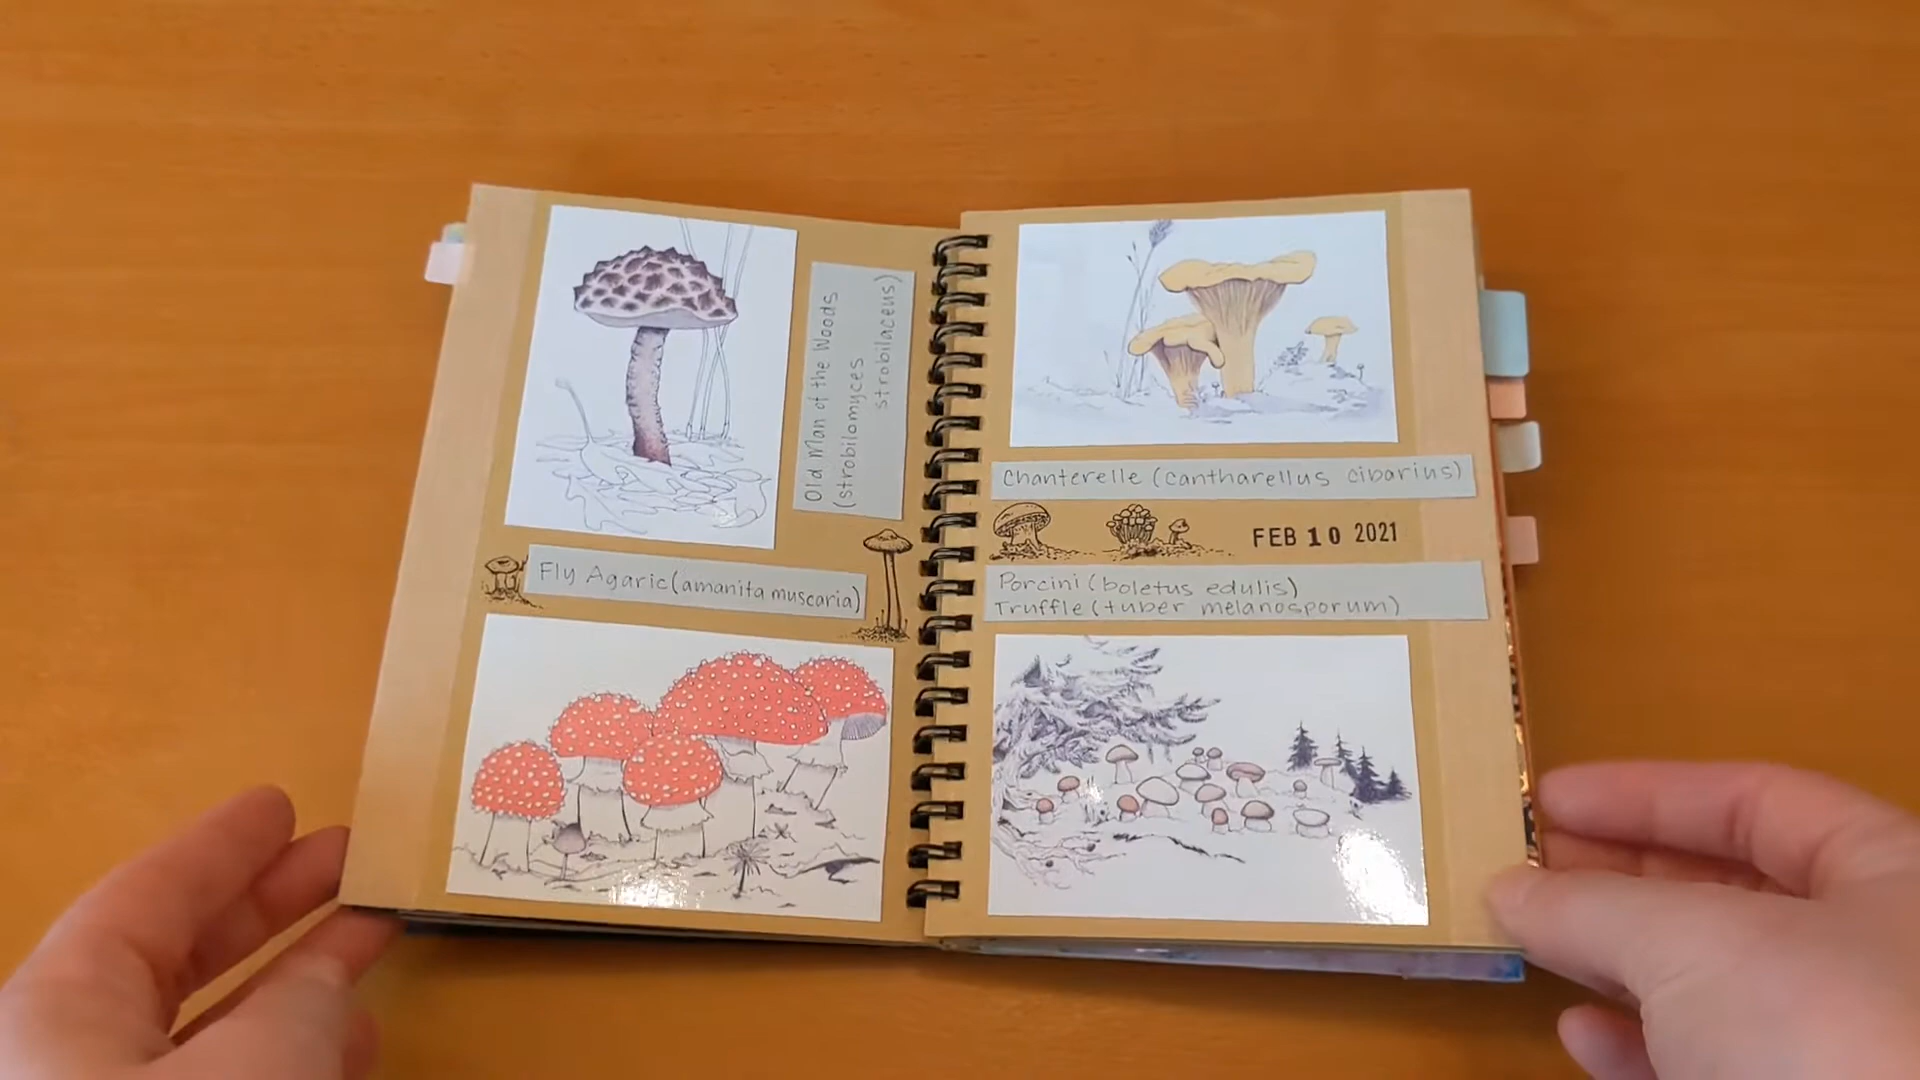 Old Man of the Woods
(strobilomyces
strobilaceus)
Fly Agaric (amanita muscaria)
Chanterelle (cantharellus cibarius)
FEB 10 2021
Porcini (boletus edulis)
Truffle (tuber melanosporum)